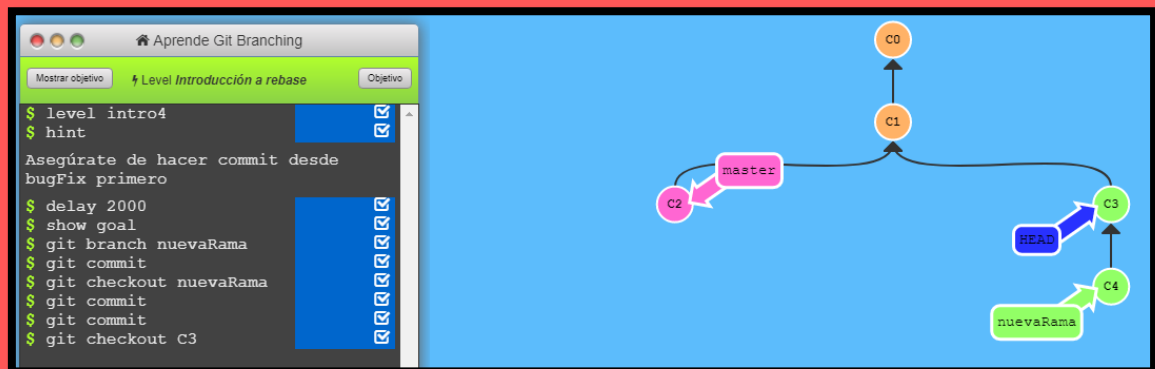 Aprende Git Branching
Mostrar objetivo
Level Introducción a rebase
Objetivo
$ level intro4
$ hint
Asegúrate de hacer commit desde
bugFix primero
$ delay 2000
$ show goal
$ git branch nuevaRama
$ git commit
$ git checkout nuevaRama
$ git commit
$ git commit
$ git checkout C3
C0
C1
master
C2
C3
HEAD
C4
nuevaRama